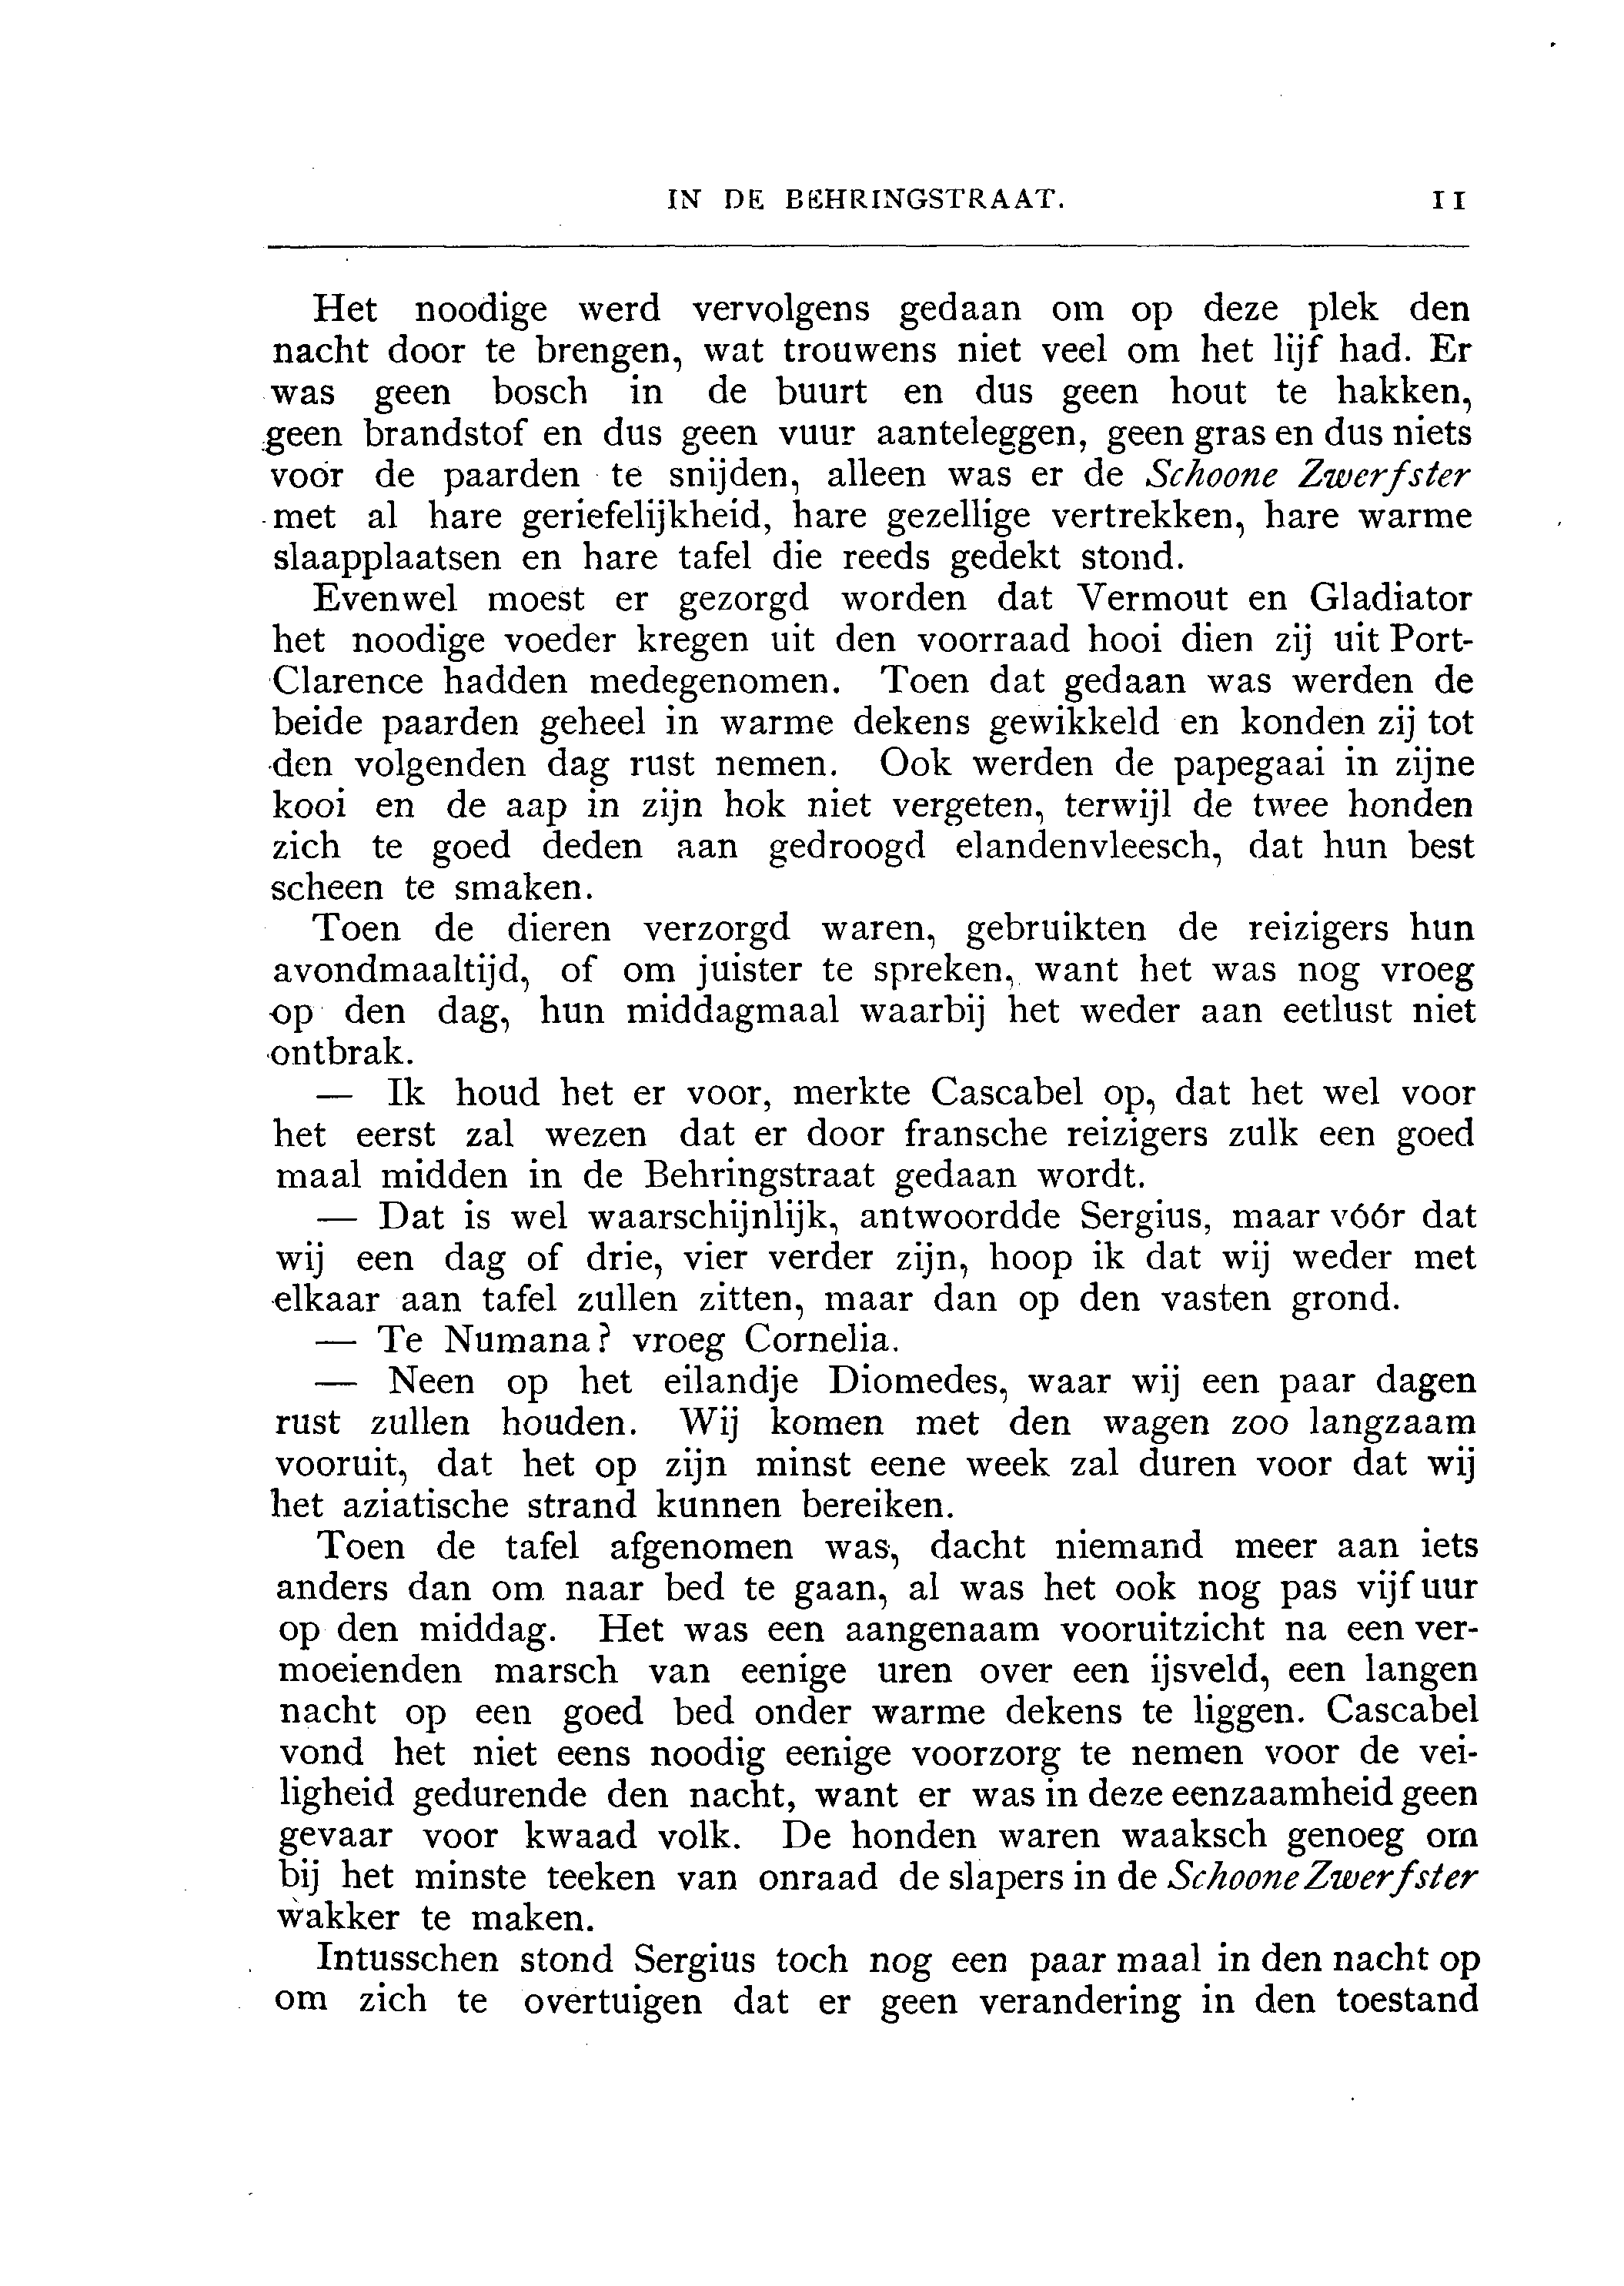 IN DE BEHRINGSTRAAT. 11
Het noodige werd vervolgens gedaan om op deze plek den
nacht door te brengen, wat trouwens niet veel om het lijf had. Er
was geen bosch in de buurt en dus geen hout te hakken,
geen brandstof en dus geen vuur aanteleggen, geen gras en dus niets
voor de paarden te snijden, alleen was er de Schoone Zwerfster
met al hare geriefelijkheid, hare gezellige vertrekken, hare warme
slaapplaatsen en hare tafel die reeds gedekt stond.
Evenwel moest er gezorgd worden dat Vermout en Gladiator
het noodige voeder kregen uit den voorraad hooi dien zij uit Port-
Clarence hadden medegenomen. Toen dat gedaan was werden de
beide paarden geheel in warme dekens gewikkeld en konden zij tot
den volgenden dag rust nemen. Ook werden de papegaai in zijne
kooi en de aap in zijn hok niet vergeten, terwijl de twee honden
zich te goed deden aan gedroogd elandenvleesch, dat hun best
scheen te smaken.
Toen de dieren verzorgd waren, gebruikten de reizigers hun
avondmaaltijd, of om juister te spreken, want het was nog vroeg
op den dag, hun middagmaal waarbij het weder aan eetlust niet
ontbrak.
— Ik houd het er voor, merkte Cascabel op, dat het wel voor
het eerst zal wezen dat er door fransche reizigers zulk een goed
maal midden in de Behringstraat gedaan wordt.
— Dat is wel waarschijnlijk, antwoordde Sergius, maar vóór dat
wij een dag of drie, vier verder zijn, hoop ik dat wij weder met
elkaar aan tafel zullen zitten, maar dan op den vasten grond.
— Te Numana? vroeg Cornelia.
— Neen op het eilandje Diomedes, waar wij een paar dagen
rust zullen houden. Wij komen met den wagen zoo langzaam
vooruit, dat het op zijn minst eene week zal duren voor dat wij
het aziatische strand kunnen bereiken.
Toen de tafel afgenomen was, dacht niemand meer aan iets
anders dan om naar bed te gaan, al was het ook nog pas vijf uur
op den middag. Het was een aangenaam vooruitzicht na een ver-
moeienden marsch van eenige uren over een ijsveld, een langen
nacht op een goed bed onder warme dekens te liggen. Cascabel
vond het niet eens noodig eenige voorzorg te nemen voor de vei-
ligheid gedurende den nacht, want er was in deze eenzaamheid geen
gevaar voor kwaad volk. De honden waren waaksch genoeg om
bij het minste teeken van onraad de slapers in de Schoone Zwerfster
wakker te maken.
Intusschen stond Sergius toch nog een paar maal in den nacht op
om zich te overtuigen dat er geen verandering in den toestand